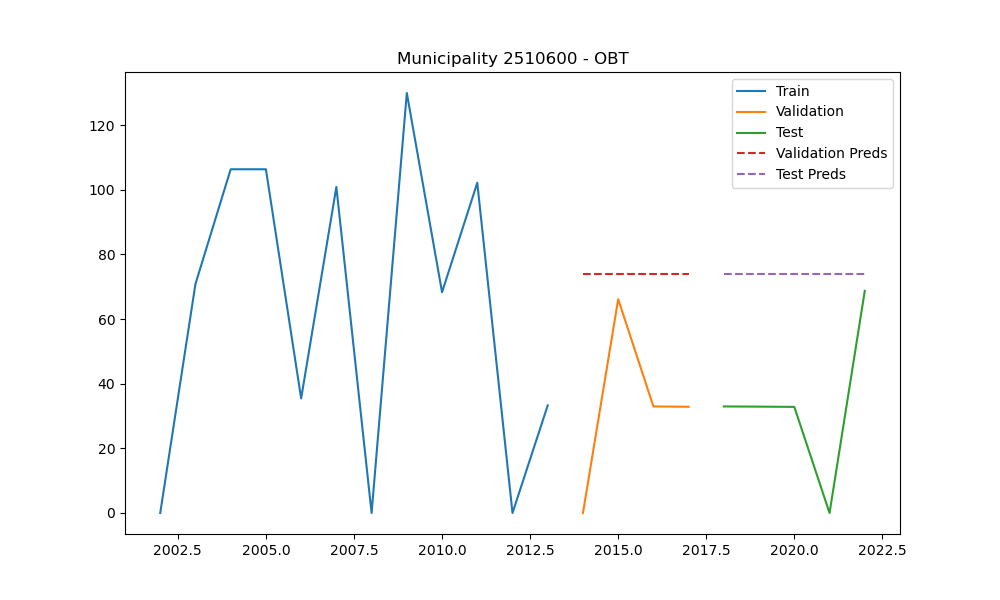 Municipality 2510600 - OBT
Train
Validation
Test
Validation Preds
Test Preds
120
100
80
60
40
20
0
2002.5 2005.0 2007.5 2010.0 2012.5 2015.0 2017.5 2020.0 2022.5